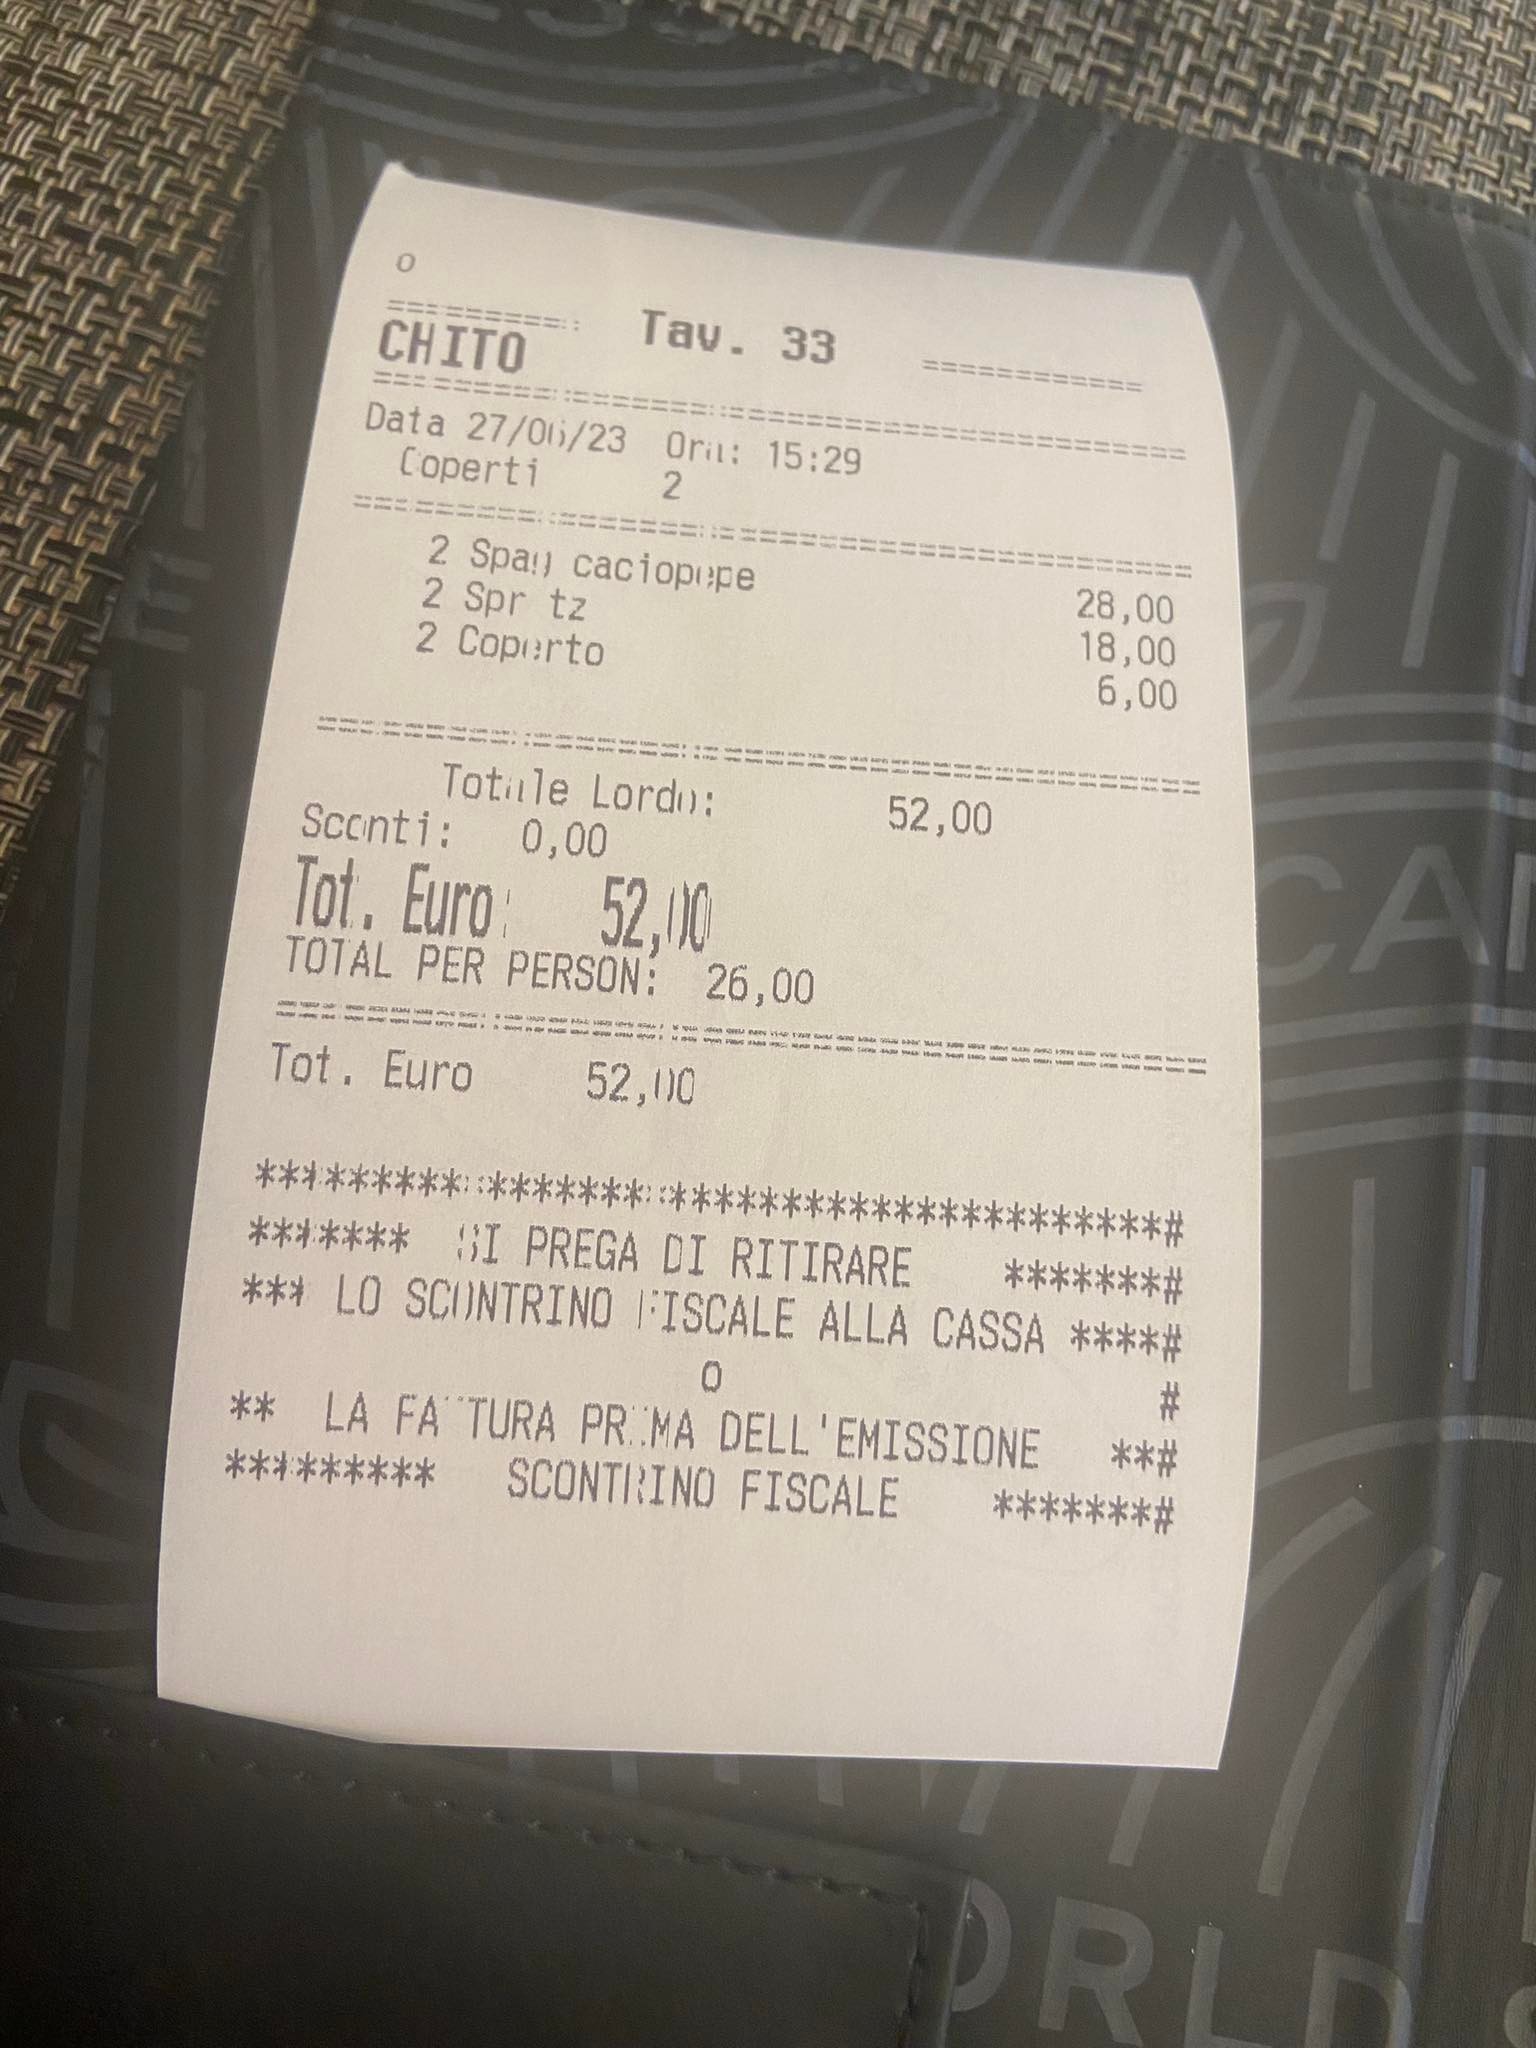 o
Tav. 33
CHITO
Data 27/06/23 Ora: 15:29
Coperti 2
2 Spag caciopepe 28,00
2 Spritz 18,00
2 Coperto 6,00
Totale Lordo: 52,00
Sconti: 0,00
Tot. Euro: 52,00
TOTAL PER PERSON: 26,00
Tot. Euro 52,00
*************************************#
******* SI PREGA DI RITIRARE *******#
*** LO SCONTRINO FISCALE ALLA CASSA ****#
o #
** LA FATTURA PRIMA DELL'EMISSIONE **#
********* SCONTRINO FISCALE *******#
CAN
ORLD